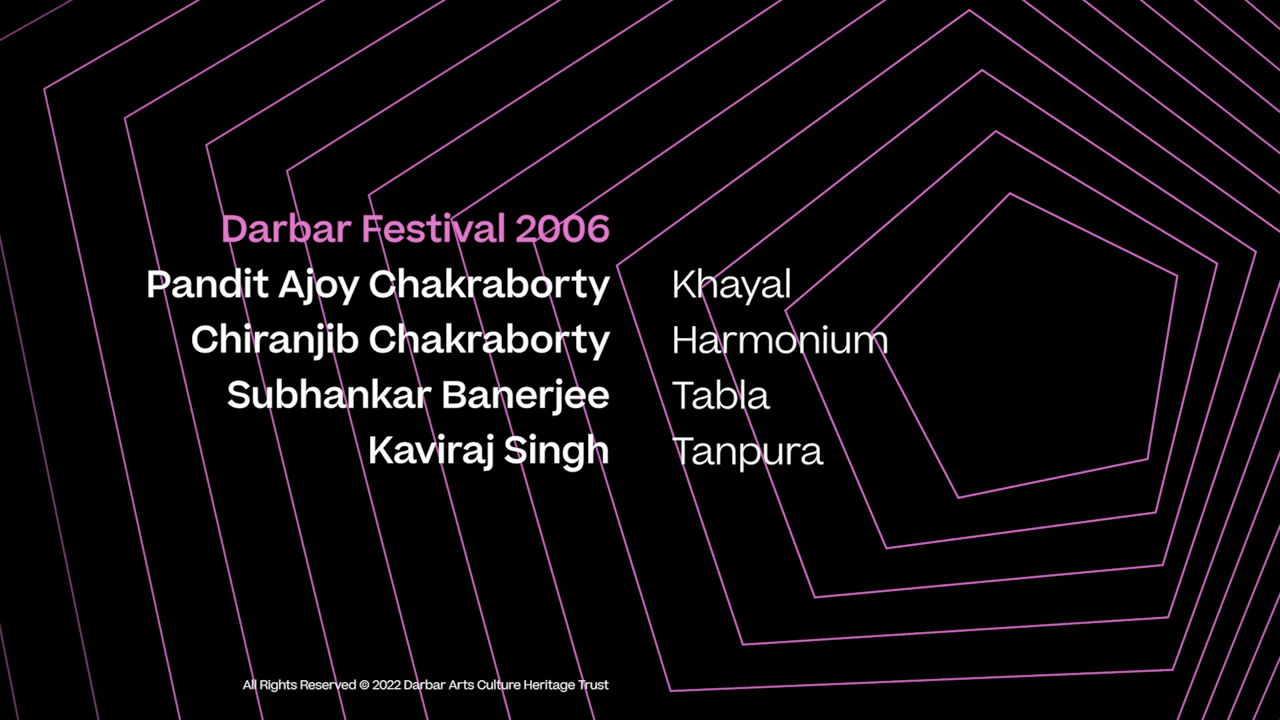 Darbar Festival 2006
Pandit Ajoy Chakraborty Khayal
Chiranjib Chakraborty Harmonium
Subhankar Banerjee Tabla
Kaviraj Singh Tanpura
All Rights Reserved © 2022 Darbar Arts Culture Heritage Trust